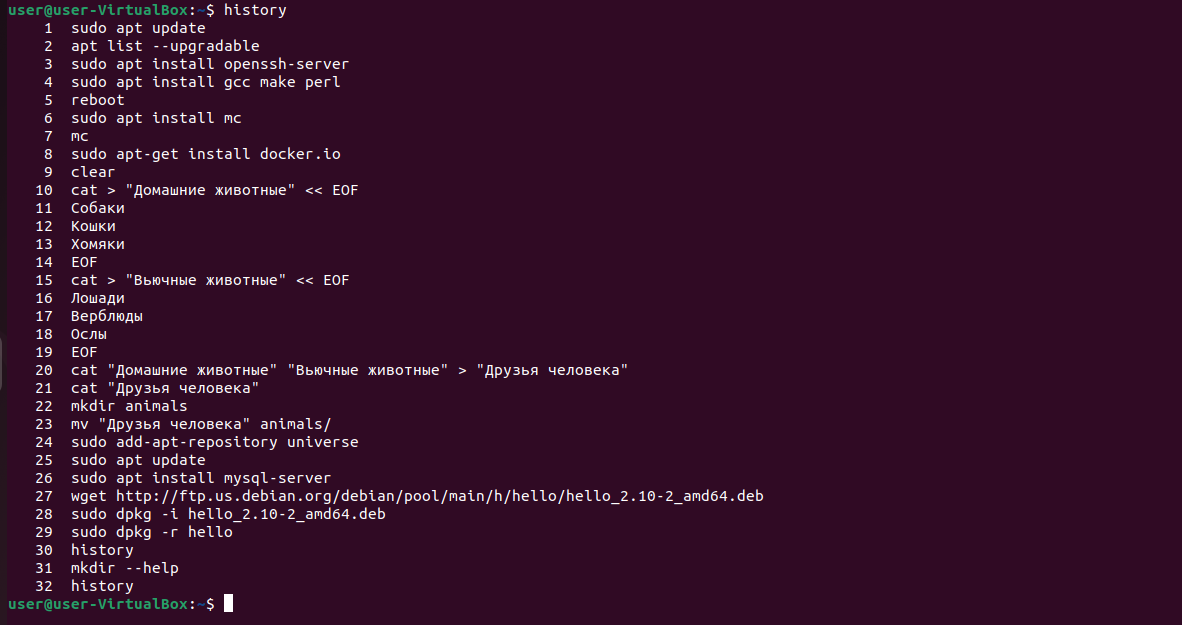 user@user-VirtualBox:~$ history
1 sudo apt update
2 apt list --upgradable
3 sudo apt install openssh-server
4 sudo apt install gcc make perl
5 reboot
6 sudo apt install mc
7 mc
8 sudo apt-get install docker.io
9 clear
10 cat > "Домашние животные" << EOF
11 Собаки
12 Кошки
13 Хомяки
14 EOF
15 cat > "Вьючные животные" << EOF
16 Лошади
17 Верблюды
18 Ослы
19 EOF
20 cat "Домашние животные" "Вьючные животные" > "Друзья человека"
21 cat "Друзья человека"
22 mkdir animals
23 mv "Друзья человека" animals/
24 sudo add-apt-repository universe
25 sudo apt update
26 sudo apt install mysql-server
27 wget http://ftp.us.debian.org/debian/pool/main/h/hello/hello_2.10-2_amd64.deb
28 sudo dpkg -i hello_2.10-2_amd64.deb
29 sudo dpkg -r hello
30 history
31 mkdir --help
32 history
user@user-VirtualBox:~$